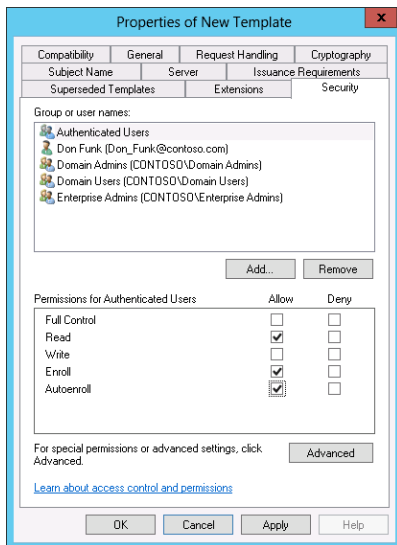 Properties of New Template
x
Compatibility General Request Handling Cryptography
Subject Name Server Issuance Requirements
Superseded Templates Extensions Security
Group or user names:
Authenticated Users
Don Funk (Don_Funk@contoso.com)
Domain Admins (CONTOSO\Domain Admins)
Domain Users (CONTOSO\Domain Users)
Enterprise Admins (CONTOSO\Enterprise Admins)
Add... Remove
Permissions for Authenticated Users Allow Deny
Full Control
Read
Write
Enroll
Autoenroll
For special permissions or advanced settings, click
Advanced.
Advanced
Learn about access control and permissions
OK Cancel Apply Help